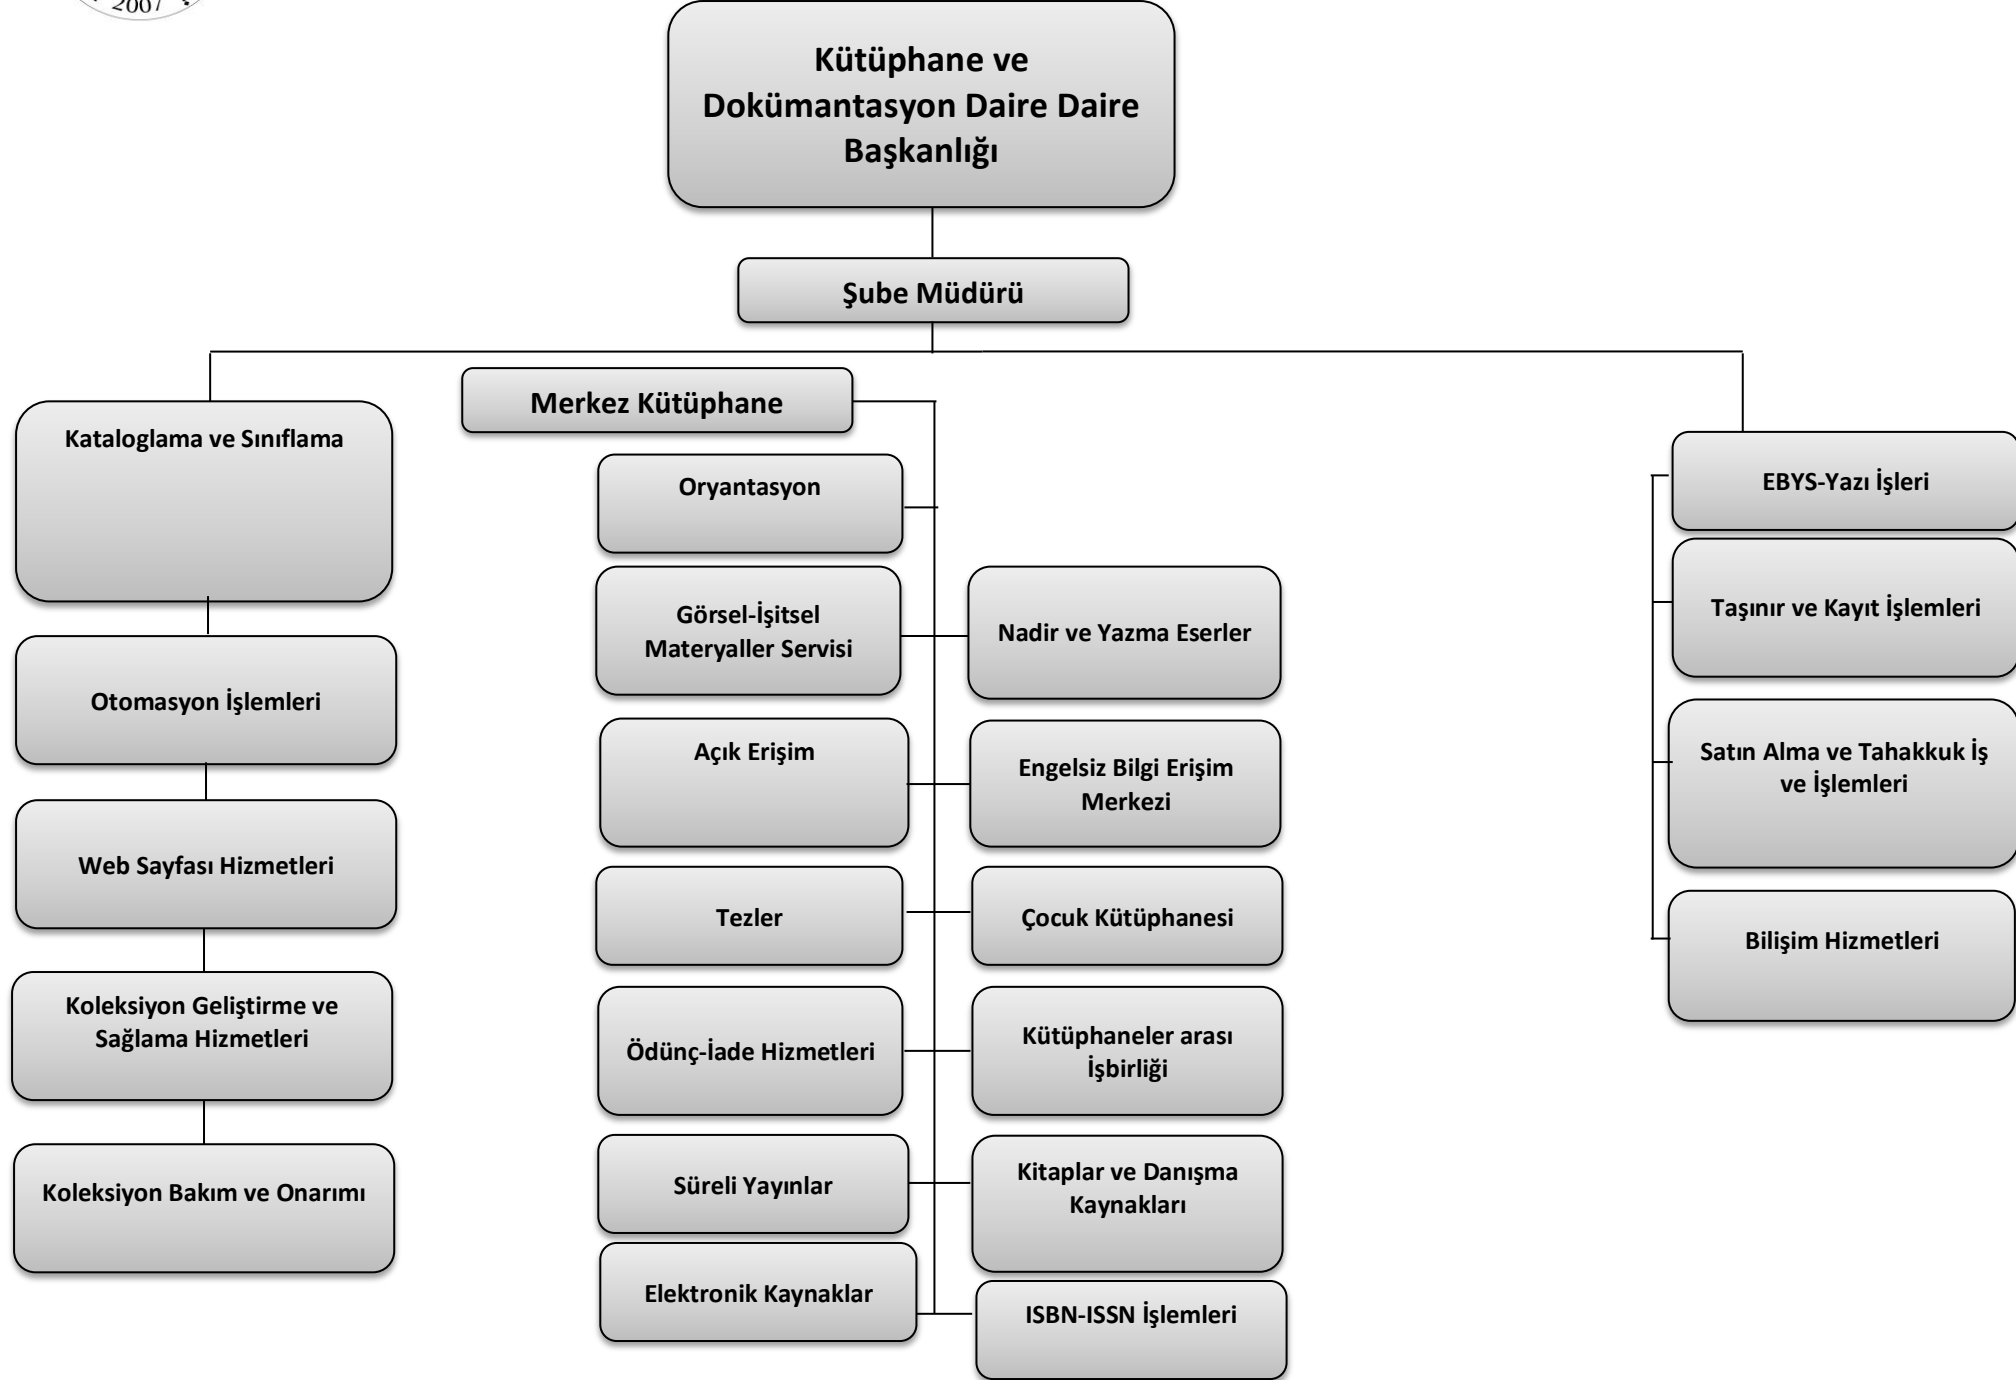 2007
Kütüphane ve
Dokümantasyon Daire Daire
Başkanlığı
Şube Müdürü
Kataloglama ve Sınıflama
Otomasyon İşlemleri
Web Sayfası Hizmetleri
Koleksiyon Geliştirme ve
Sağlama Hizmetleri
Koleksiyon Bakım ve Onarımı
Merkez Kütüphane
Oryantasyon
Görsel-İşitsel
Materyaller Servisi
Nadir ve Yazma Eserler
Açık Erişim
Engelsiz Bilgi Erişim
Merkezi
Tezler
Çocuk Kütüphanesi
Ödünç-İade Hizmetleri
Kütüphaneler arası
İşbirliği
Süreli Yayınlar
Kitaplar ve Danışma
Kaynakları
Elektronik Kaynaklar
ISBN-ISSN İşlemleri
EBYS-Yazı İşleri
Taşınır ve Kayıt İşlemleri
Satın Alma ve Tahakkuk İş
ve İşlemleri
Bilişim Hizmetleri